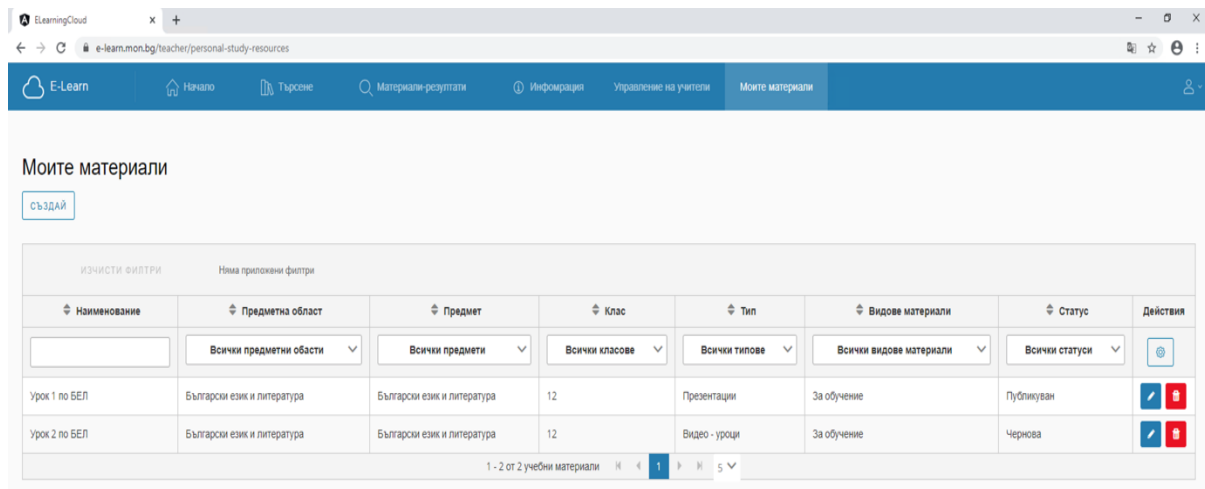 ELearningCloud
e-learn.mon.bg/teacher/personal-study-resources
E-Learn Начало Търсене Материали-резултати Инфомрация Управление на учители Моите материали
Моите материали
СЪЗДАЙ
ИЗЧИСТИ ФИЛТРИ Няма приложени филтри
Наименование Предметна област Предмет Клас Тип Видове материали Статус Действия
Всички предметни обасти Всички предмети Всички класове Всички типове Всички видове материали Всички статуси
Урок 1 по БЕЛ Български език и литература Български език и литература 12 Презентации За обучение Публикуван
Урок 2 по БЕЛ Български език и литература Български език и литература 12 Видео - уроци За обучение Чернова
1 - 2 от 2 учебни материали 1 5